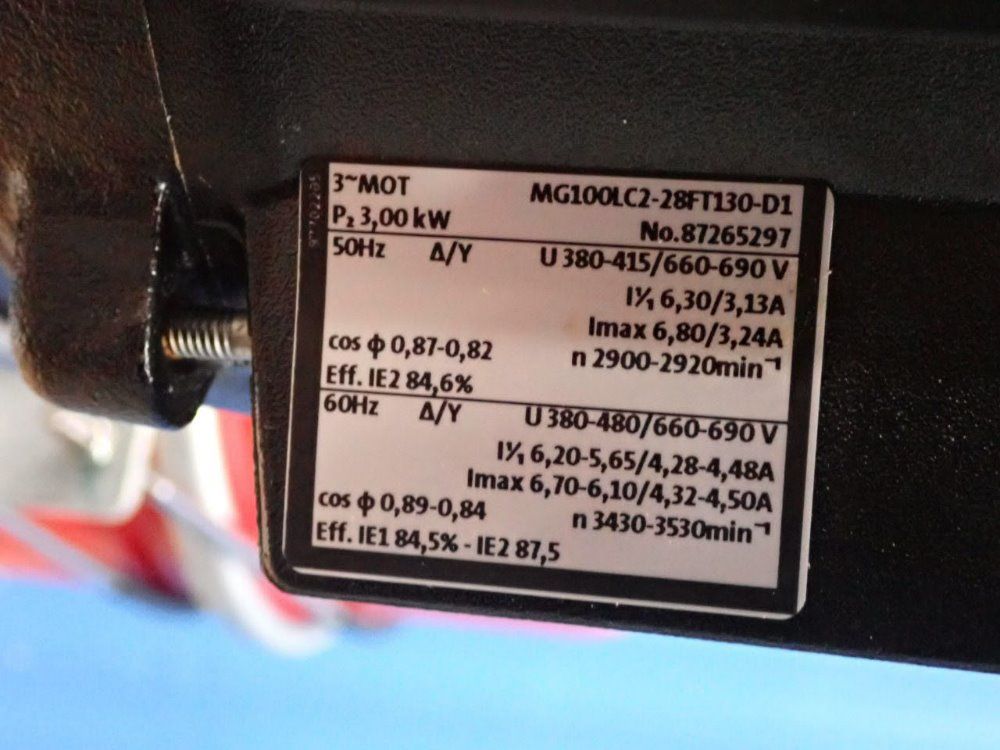 3~MOT MG100LC2-28FT130-D1
P₂ 3,00 kW No.87265297
50Hz Δ/Y U 380-415/660-690 V
I¹/₁ 6,30/3,13A
Imax 6,80/3,24A
cos φ 0,87-0,82 n 2900-2920min⁻¹
Eff. IE2 84,6%
60Hz Δ/Y U 380-480/660-690 V
I¹/₁ 6,20-5,65/4,28-4,48A
Imax 6,70-6,10/4,32-4,50A
cos φ 0,89-0,84 n 3430-3530min⁻¹
Eff. IE1 84,5% - IE2 87,5